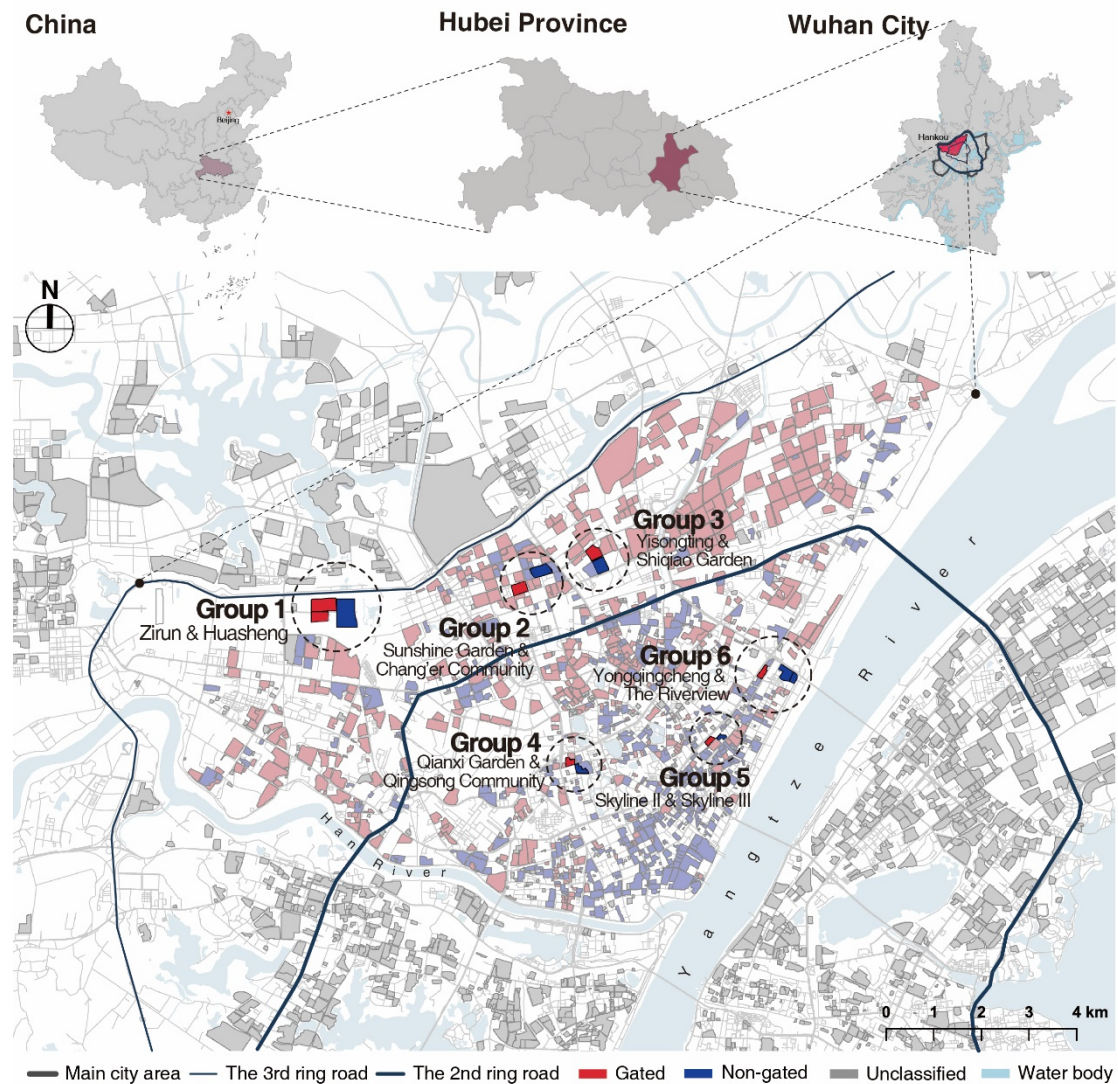 China
Hubei Province
Wuhan City
Beijing
Hankou
N
Group 3
Yisongting &
Shiqiao Garden
Group 1
Zirun & Huasheng
Group 2
Sunshine Garden &
Chang'er Community
Group 6
Yongqingcheng &
The Riverview
Group 4
Qianxi Garden &
Qingsong Community
Group 5
Skyline II & Skyline III
Han River
Yangtze River
0 1 2 4 km
Main city area The 3rd ring road The 2nd ring road Gated Non-gated Unclassified Water body